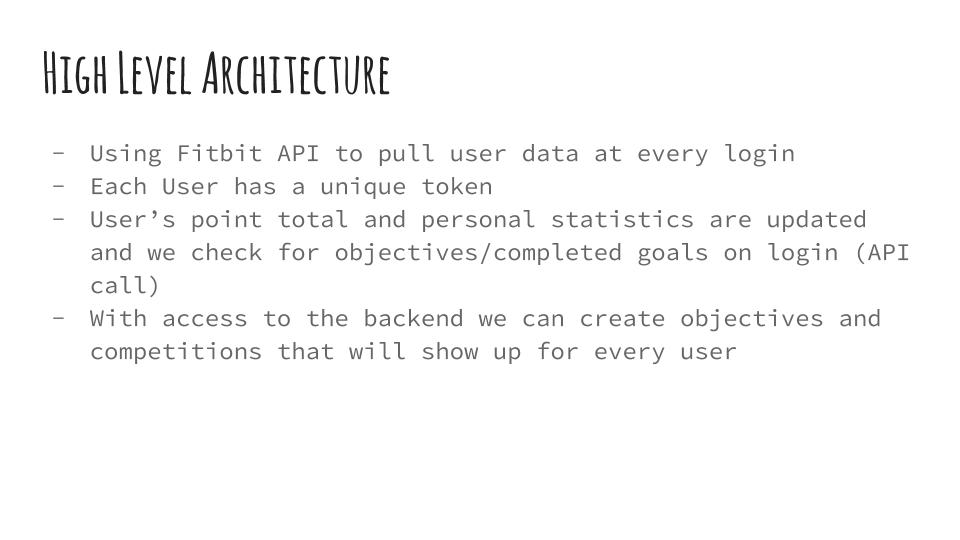 High Level Architecture
- Using Fitbit API to pull user data at every login
- Each User has a unique token
- User’s point total and personal statistics are updated
and we check for objectives/completed goals on login (API
call)
- With access to the backend we can create objectives and
competitions that will show up for every user